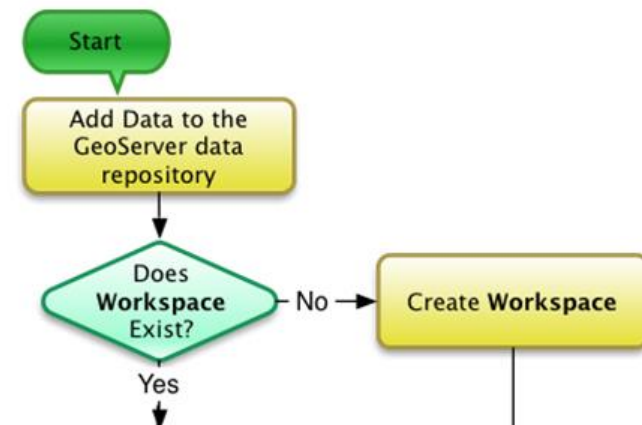 Start
Add Data to the
GeoServer data
repository
Does
Workspace
Exist?
No
Create Workspace
Yes